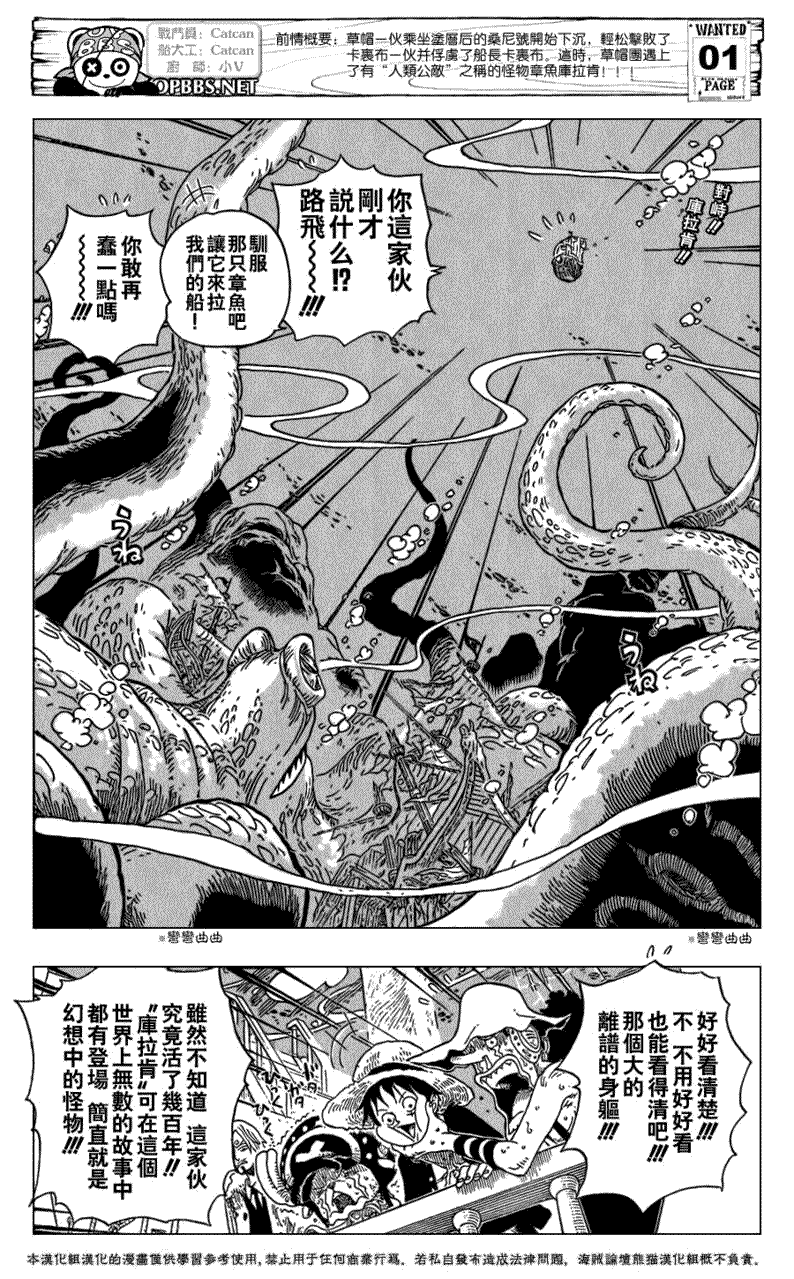 戰鬥員：Catcan
船大工：Catcan
廚　師：小V
OPBBS.NET
前情概要：草帽一伙乘坐塗層后的桑尼號開始下沉，輕松擊敗了
卡裏布一伙并俘虜了船長卡裏布。這時，草帽團遇上
了有“人類公敵”之稱的怪物章魚庫拉肯！！！
WANTED
01
PAGE
對峙!!
庫拉肯!!
你這家伙
剛才
說什么!?
路飛～～!!!
馴服
那只章魚吧
讓它來拉
我們的船！
你敢再
蠢一點嗎
～～～!!!
うね
うね
※彎彎曲曲
※彎彎曲曲
好好看清楚!!!
不 不用好好看
也能看得清吧!!!
那個大的
離譜的身軀!!!
雖然不知道 這家伙
究竟活了幾百年!!
“庫拉肯”可在這個
世界上無數的故事中
都有登場 簡直就是
幻想中的怪物!!!
本漢化組漢化的漫畫僅供學習參考使用，禁止用于任何商業行爲。若私自發布造成法律問題，海賊論壇熊猫漢化組概不負責。